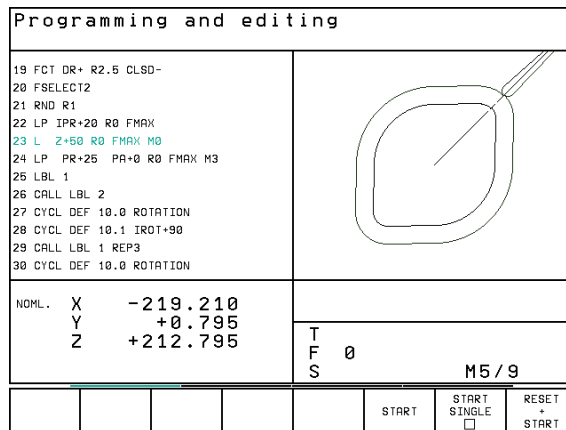 Programming and editing
19 FCT DR+ R2.5 CLSD-
20 FSELECT2
21 RND R1
22 LP IPR+20 R0 FMAX
23 L Z+50 R0 FMAX M0
24 LP PR+25 PA+0 R0 FMAX M3
25 LBL 1
26 CALL LBL 2
27 CYCL DEF 10.0 ROTATION
28 CYCL DEF 10.1 IROT+90
29 CALL LBL 1 REP3
30 CYCL DEF 10.0 ROTATION
NOML. X -219.210
Y +0.795
Z +212.795
T
F 0
S M5/9
START
START SINGLE
RESET + START